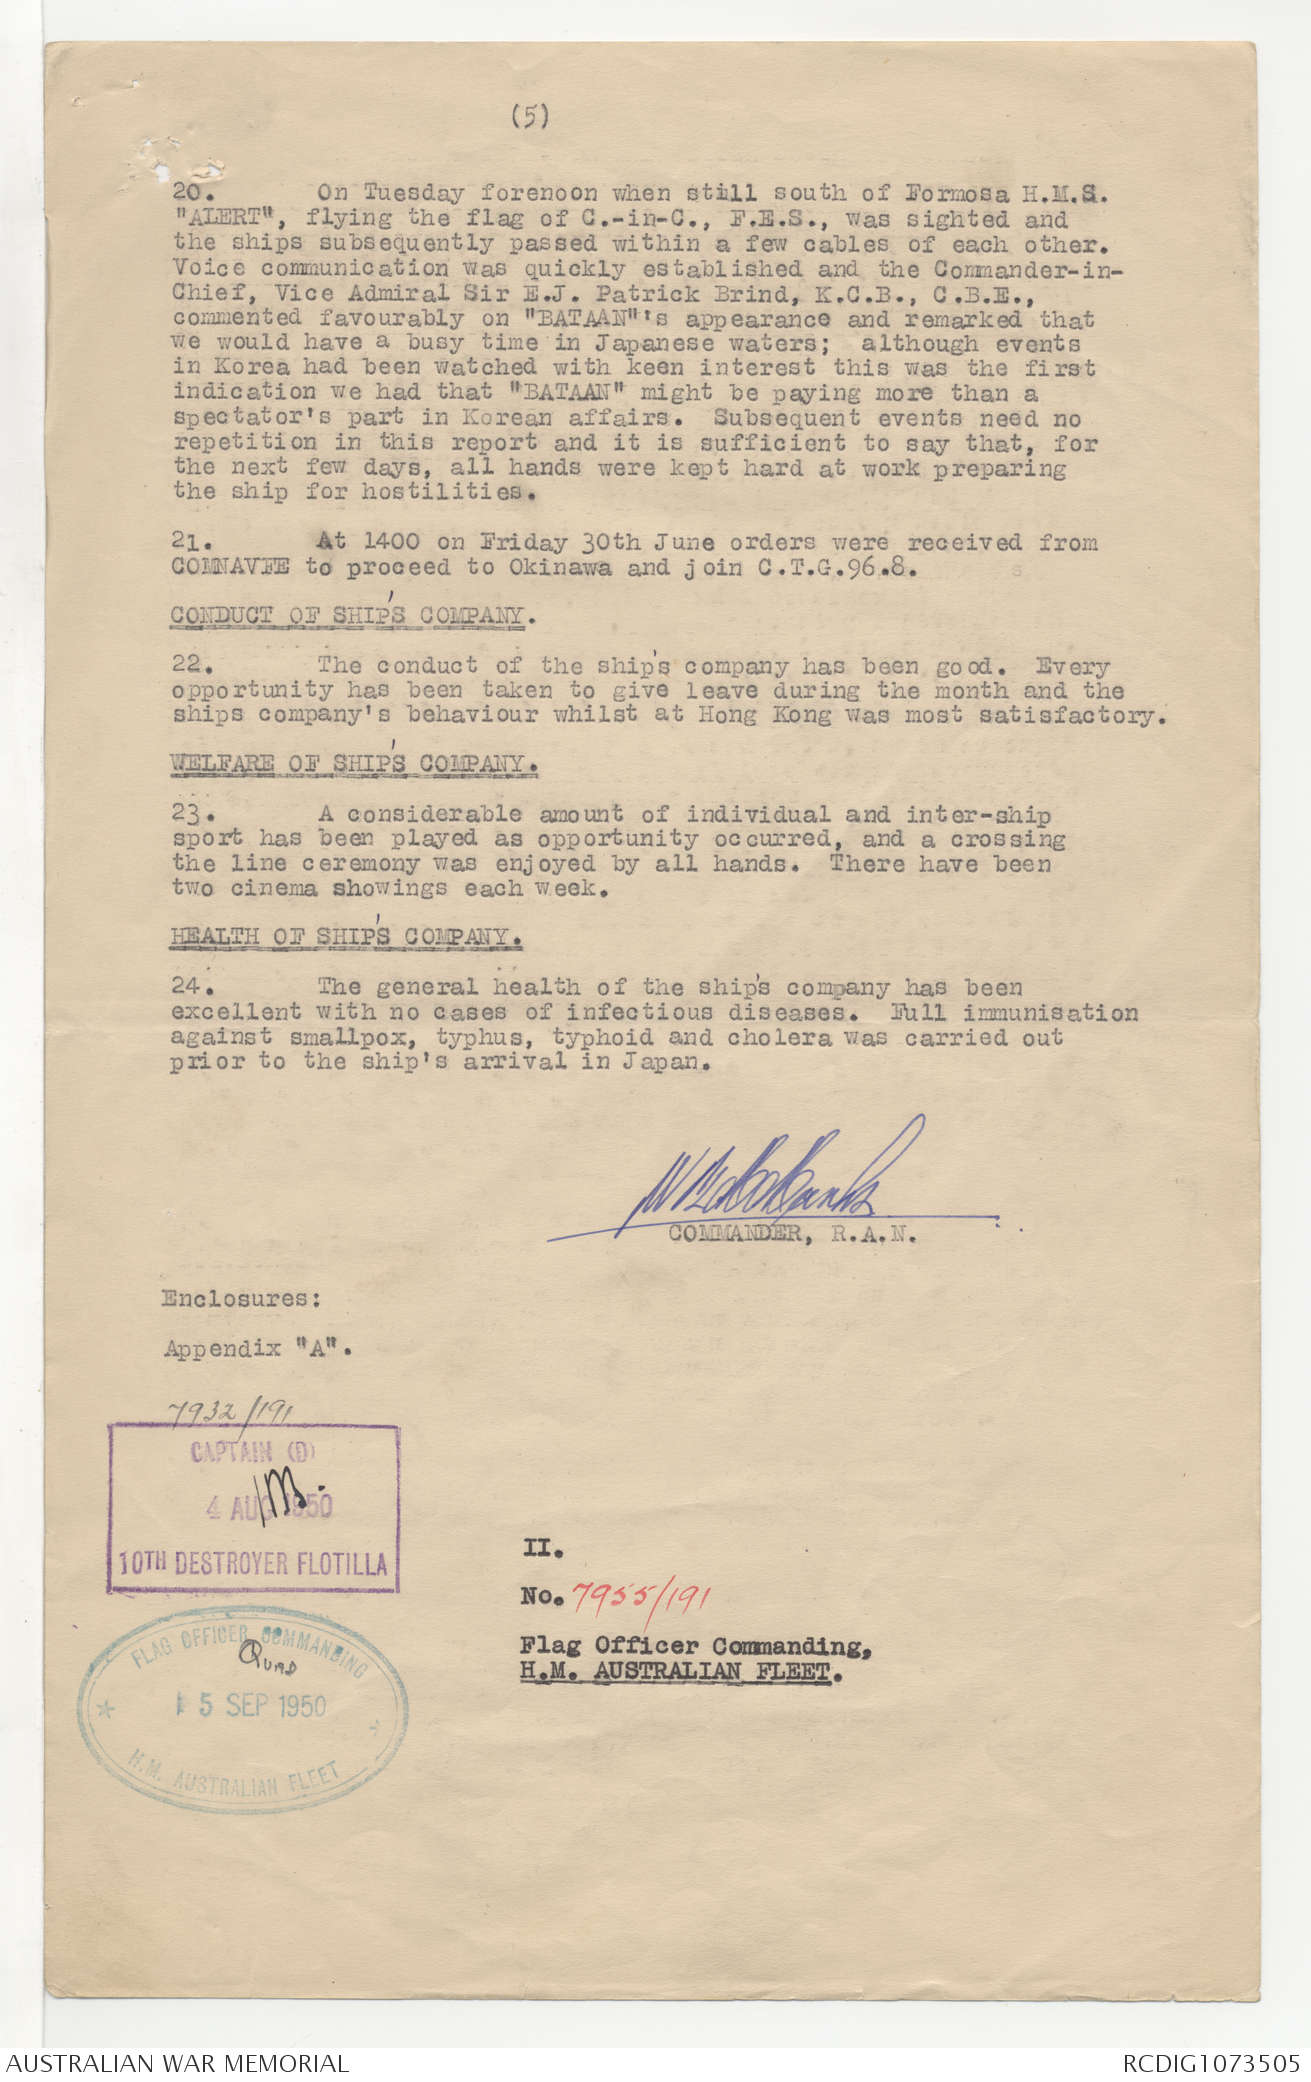 (5)
20. On Tuesday forenoon when still south of Formosa H.M.S.
"ALERT", flying the flag of C.-in-C., F.E.S., was sighted and
the ships subsequently passed within a few cables of each other.
Voice communication was quickly established and the Commander-in-
Chief, Vice Admiral Sir E.J. Patrick Brind, K.C.B., C.B.E.,
commented favourably on "BATAAN"'s appearance and remarked that
we would have a busy time in Japanese waters; although events
in Korea had been watched with keen interest this was the first
indication we had that "BATAAN" might be paying more than a
spectator's part in Korean affairs. Subsequent events need no
repetition in this report and it is sufficient to say that, for
the next few days, all hands were kept hard at work preparing
the ship for hostilities.
21. At 1400 on Friday 30th June orders were received from
COMNAVFE to proceed to Okinawa and join C.T.G.96.8.
CONDUCT OF SHIP'S COMPANY.
22. The conduct of the ship's company has been good. Every
opportunity has been taken to give leave during the month and the
ships company's behaviour whilst at Hong Kong was most satisfactory.
WELFARE OF SHIP'S COMPANY.
23. A considerable amount of individual and inter-ship
sport has been played as opportunity occurred, and a crossing
the line ceremony was enjoyed by all hands. There have been
two cinema showings each week.
HEALTH OF SHIP'S COMPANY.
24. The general health of the ship's company has been
excellent with no cases of infectious diseases. Full immunisation
against smallpox, typhus, typhoid and cholera was carried out
prior to the ship's arrival in Japan.
COMMANDER, R.A.N.
Enclosures:
Appendix "A".
7932/191
CAPTAIN (D)
4 AUG 1950
10TH DESTROYER FLOTILLA
II.
No. 7955/191
Flag Officer Commanding,
H.M. AUSTRALIAN FLEET.
FLAG OFFICER COMMANDING
5 SEP 1950
H.M. AUSTRALIAN FLEET
AUSTRALIAN WAR MEMORIAL
RCDIG1073505